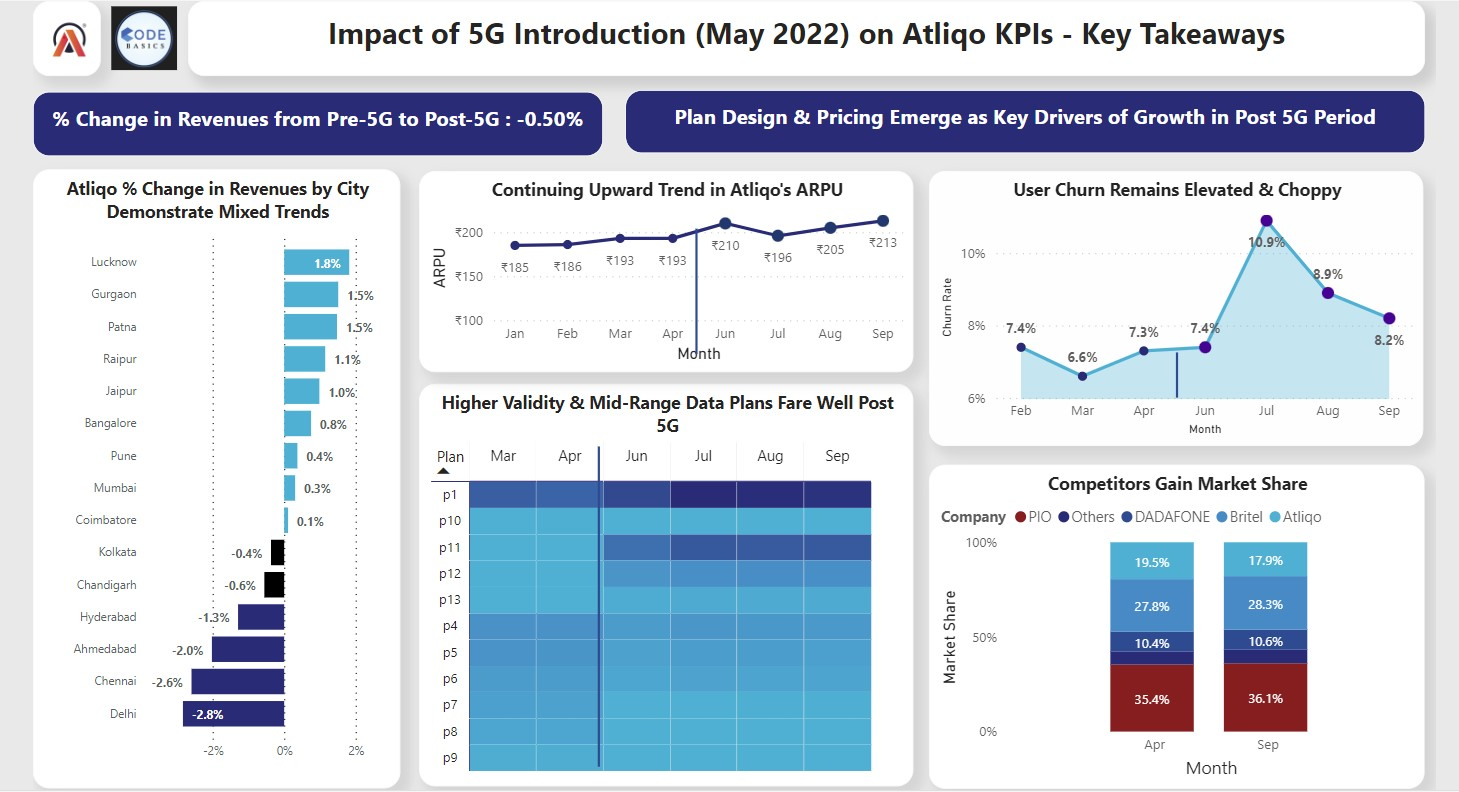 CODE
BASICS
Impact of 5G Introduction (May 2022) on Atliqo KPIs - Key Takeaways
% Change in Revenues from Pre-5G to Post-5G : -0.50%
Plan Design & Pricing Emerge as Key Drivers of Growth in Post 5G Period
Atliqo % Change in Revenues by City
Demonstrate Mixed Trends
Lucknow 1.8%
Gurgaon 1.5%
Patna 1.5%
Raipur 1.1%
Jaipur 1.0%
Bangalore 0.8%
Pune 0.4%
Mumbai 0.3%
Coimbatore 0.1%
Kolkata -0.4%
Chandigarh -0.6%
Hyderabad -1.3%
Ahmedabad -2.0%
Chennai -2.6%
Delhi -2.8%
-2% 0% 2%
Continuing Upward Trend in Atliqo's ARPU
ARPU
₹200
₹150
₹100
₹185 ₹186 ₹193 ₹193 ₹210 ₹196 ₹205 ₹213
Jan Feb Mar Apr Jun Jul Aug Sep
Month
Higher Validity & Mid-Range Data Plans Fare Well Post
5G
Plan Mar Apr Jun Jul Aug Sep
p1
p10
p11
p12
p13
p4
p5
p6
p7
p8
p9
User Churn Remains Elevated & Choppy
Churn Rate
10%
8%
6%
7.4% 6.6% 7.3% 7.4% 10.9% 8.9% 8.2%
Feb Mar Apr Jun Jul Aug Sep
Month
Competitors Gain Market Share
Company PIO Others DADAFONE Britel Atliqo
Market Share
100%
50%
0%
19.5% 17.9%
27.8% 28.3%
10.4% 10.6%
35.4% 36.1%
Apr Sep
Month